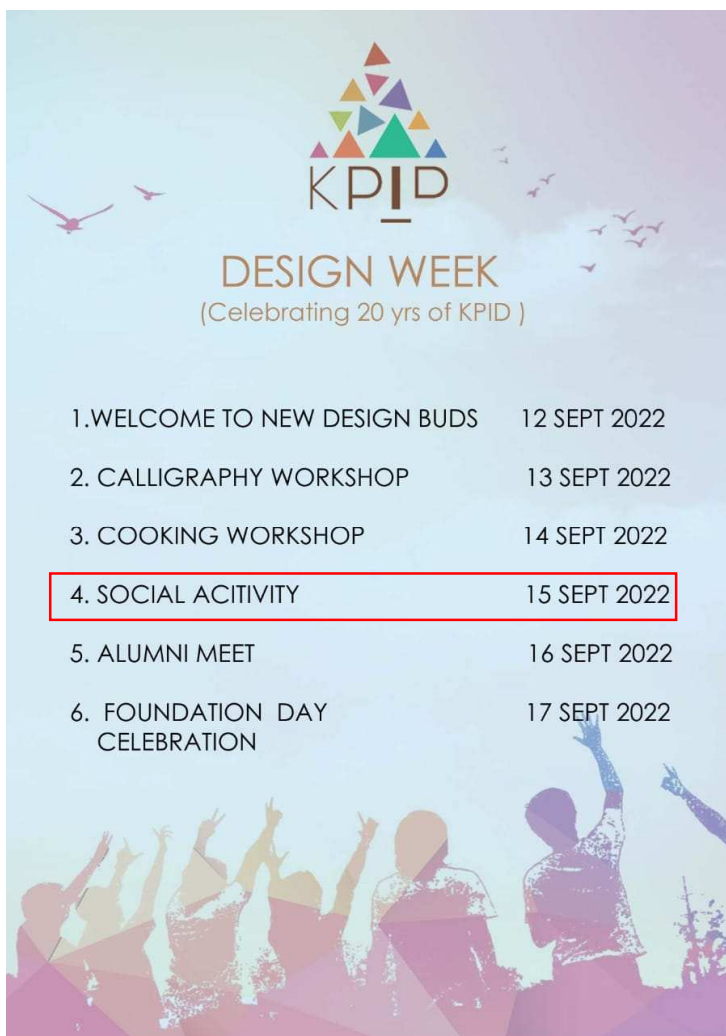 KPID
DESIGN WEEK
(Celebrating 20 yrs of KPID )
1.WELCOME TO NEW DESIGN BUDS 12 SEPT 2022
2. CALLIGRAPHY WORKSHOP 13 SEPT 2022
3. COOKING WORKSHOP 14 SEPT 2022
4. SOCIAL ACITIVITY 15 SEPT 2022
5. ALUMNI MEET 16 SEPT 2022
6. FOUNDATION DAY 17 SEPT 2022
CELEBRATION